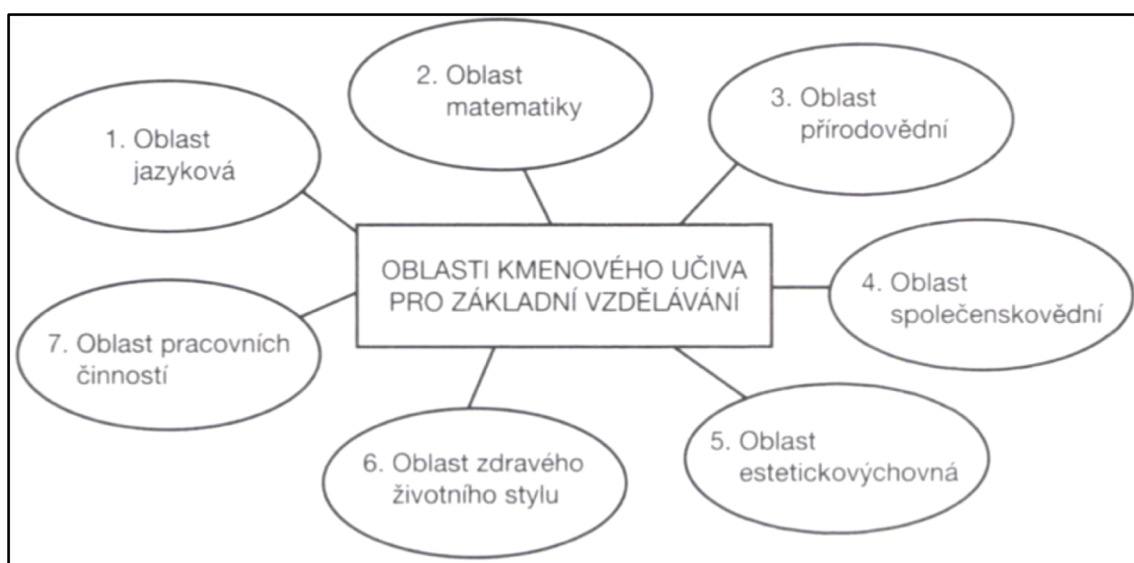 1. Oblast
jazyková
2. Oblast
matematiky
3. Oblast
přírodovědní
OBLASTI KMENOVÉHO UČIVA
PRO ZÁKLADNÍ VZDĚLÁVÁNÍ
4. Oblast
společenskovědní
5. Oblast
estetickovýchovná
6. Oblast zdravého
životního stylu
7. Oblast pracovních
činností